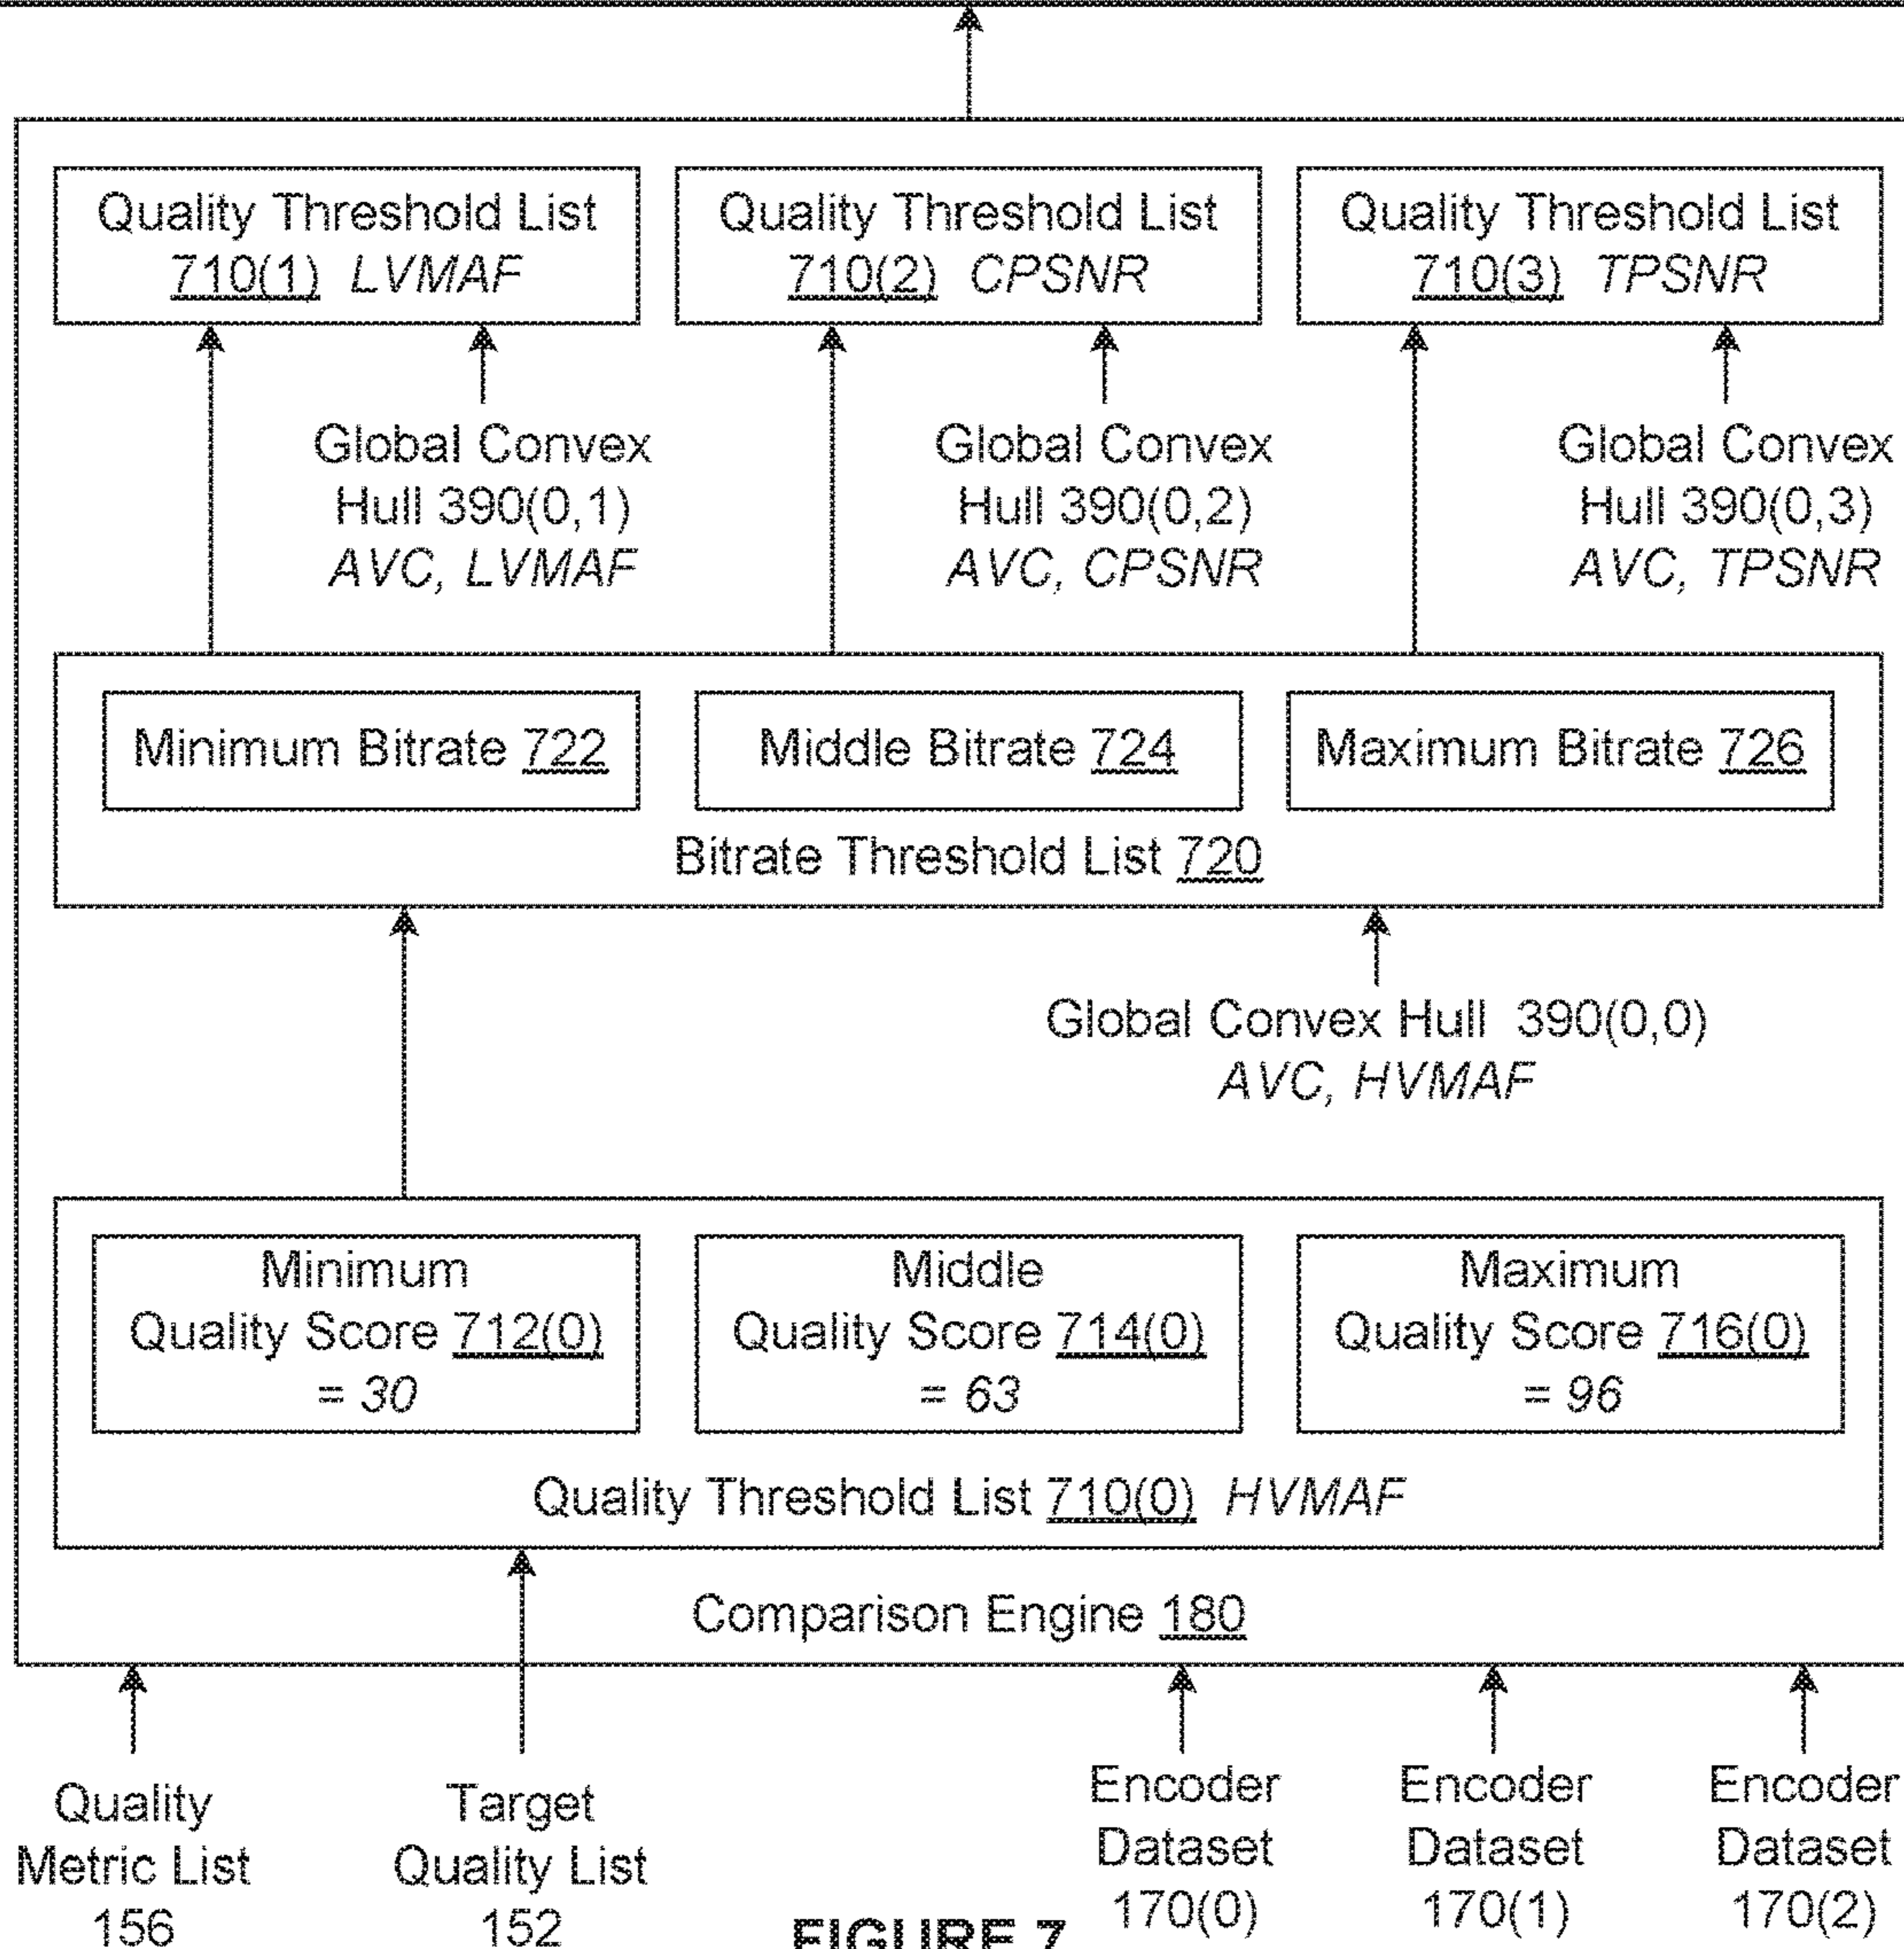 Quality Threshold List
710(1) LVMAF
Quality Threshold List
710(2) CPSNR
Quality Threshold List
710(3) TPSNR
Global Convex
Hull 390(0,1)
AVC, LVMAF
Global Convex
Hull 390(0,2)
AVC, CPSNR
Global Convex
Hull 390(0,3)
AVC, TPSNR
Minimum Bitrate 722
Middle Bitrate 724
Maximum Bitrate 726
Bitrate Threshold List 720
Global Convex Hull 390(0,0)
AVC, HVMAF
Minimum
Quality Score 712(0)
= 30
Middle
Quality Score 714(0)
= 63
Maximum
Quality Score 716(0)
= 96
Quality Threshold List 710(0) HVMAF
Comparison Engine 180
Quality
Metric List
156
Target
Quality List
152
Encoder
Dataset
170(0)
Encoder
Dataset
170(1)
Encoder
Dataset
170(2)
FIGURE 7